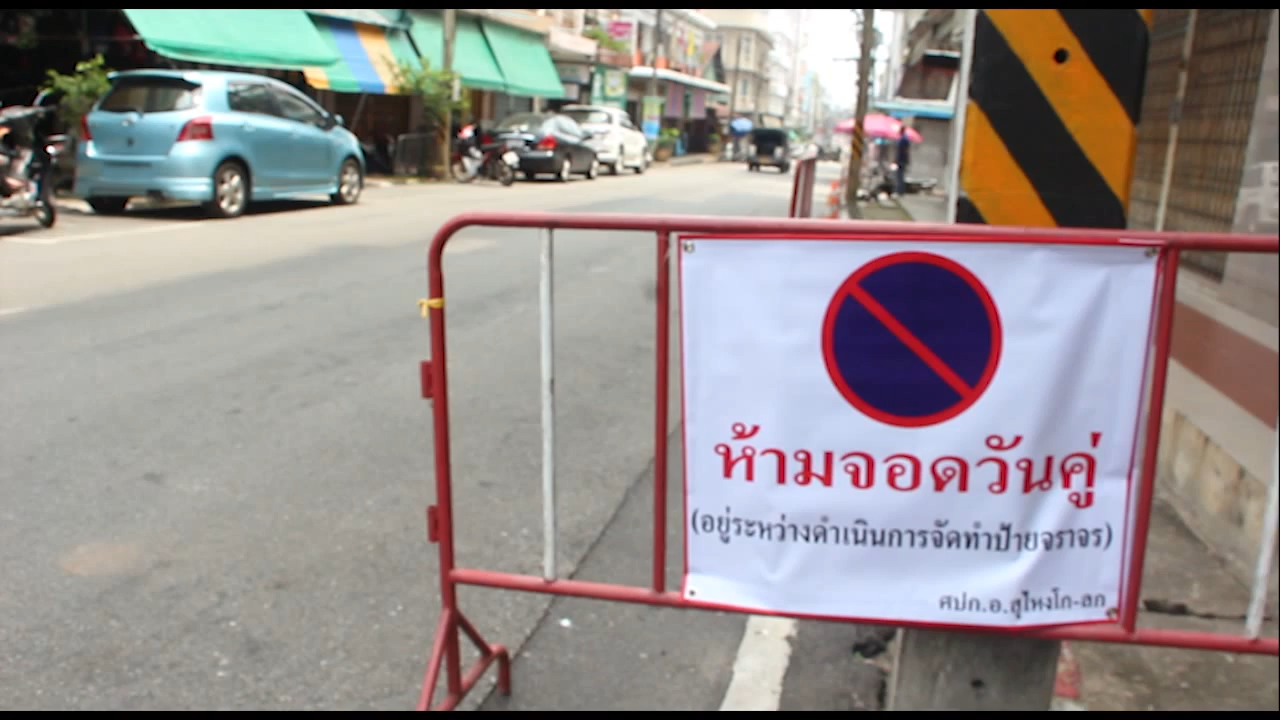 ห้ามจอดวันคู่
(อยู่ระหว่างดำเนินการจัดทำป้ายจราจร)
ศปก.อ.สุไหงโก-ลก